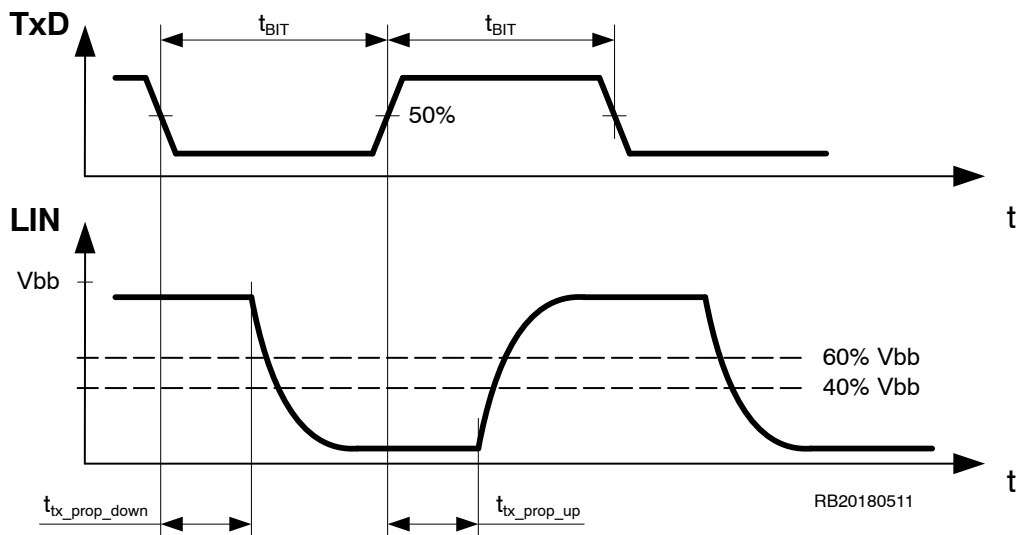 TxD
tBIT
tBIT
50%
t
LIN
Vbb
60% Vbb
40% Vbb
t
ttx_prop_down
ttx_prop_up
RB20180511